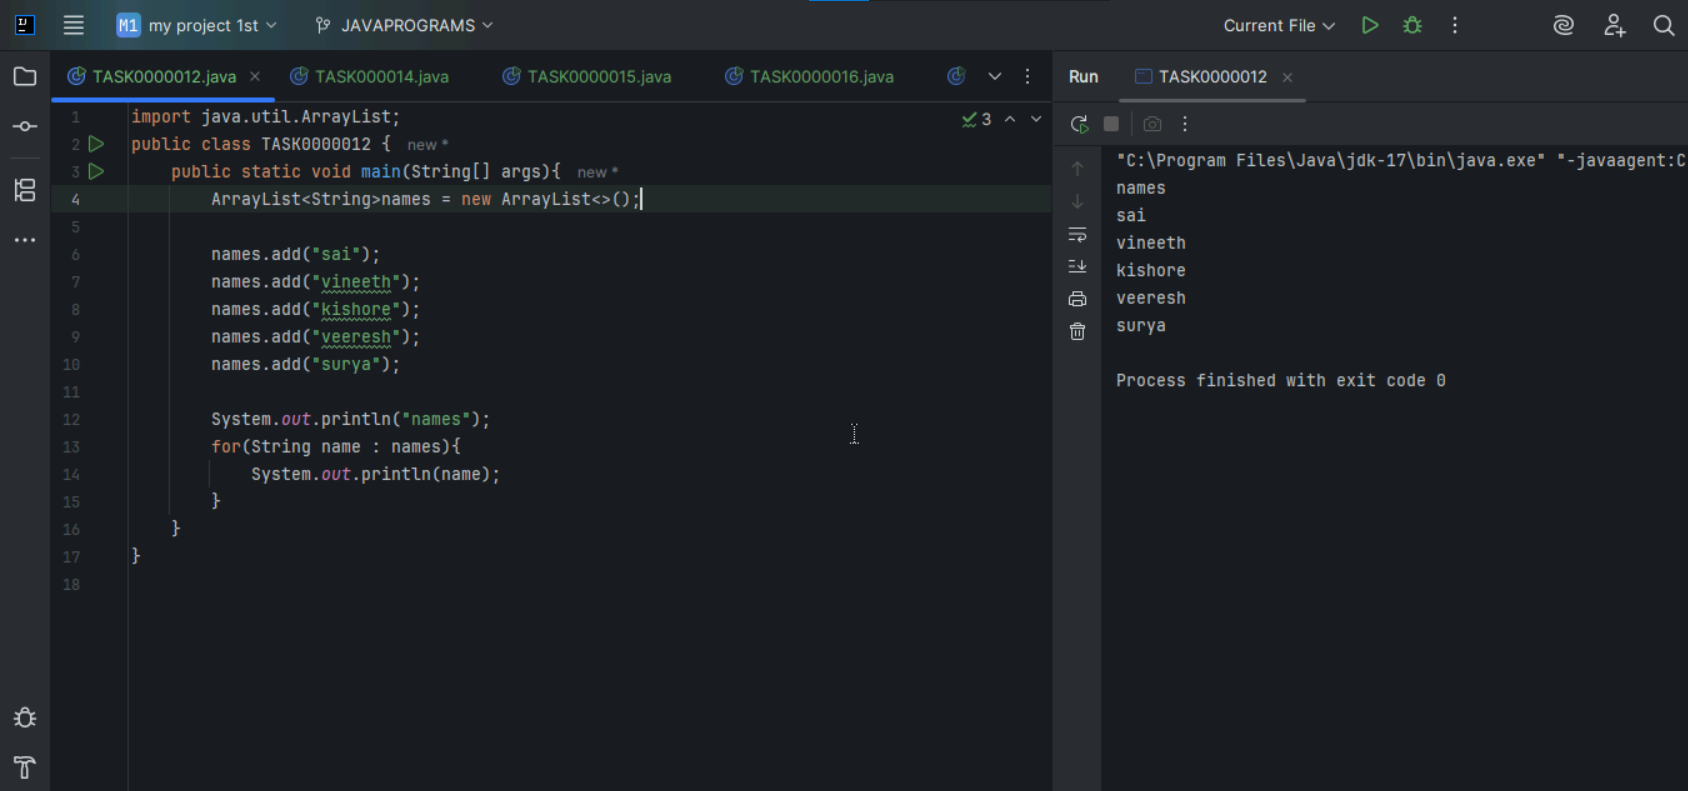 M1 my project 1st JAVAPROGRAMS Current File
TASK0000012.java TASK000014.java TASK0000015.java TASK0000016.java Run TASK0000012
3
1 import java.util.ArrayList;
2 public class TASK0000012 { new *
3 public static void main(String[] args){ new *
4 ArrayList<String>names = new ArrayList<>();
5
6 names.add("sai");
7 names.add("vineeth");
8 names.add("kishore");
9 names.add("veeresh");
10 names.add("surya");
11
12 System.out.println("names");
13 for(String name : names){
14 System.out.println(name);
15 }
16 }
17 }
18
"C:\Program Files\Java\jdk-17\bin\java.exe" "-javaagent:C
names
sai
vineeth
kishore
veeresh
surya
Process finished with exit code 0